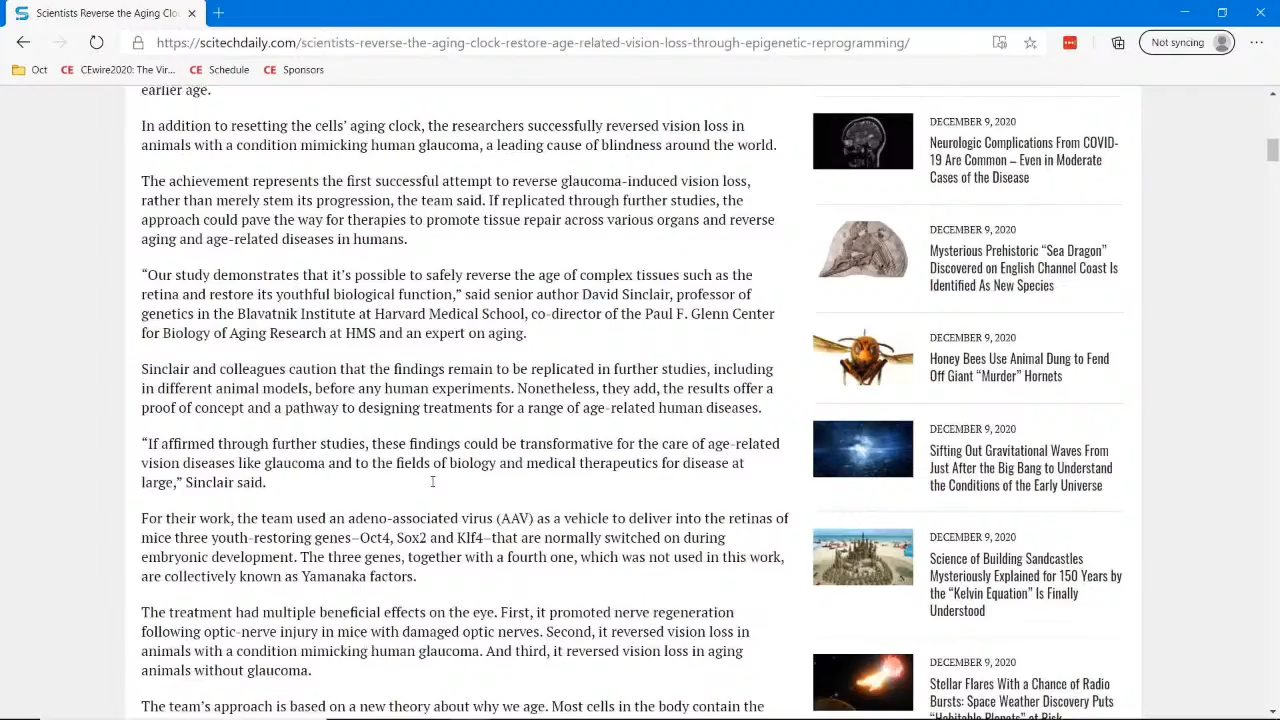 Scientists Reverse the Aging Clo
https://scitechdaily.com/scientists-reverse-the-aging-clock-restore-age-related-vision-loss-through-epigenetic-reprogramming/
Not syncing
Oct
CEwire2020: The Vir...
Schedule
Sponsors
earlier age.
In addition to resetting the cells’ aging clock, the researchers successfully reversed vision loss in
animals with a condition mimicking human glaucoma, a leading cause of blindness around the world.
The achievement represents the first successful attempt to reverse glaucoma-induced vision loss,
rather than merely stem its progression, the team said. If replicated through further studies, the
approach could pave the way for therapies to promote tissue repair across various organs and reverse
aging and age-related diseases in humans.
“Our study demonstrates that it’s possible to safely reverse the age of complex tissues such as the
retina and restore its youthful biological function,” said senior author David Sinclair, professor of
genetics in the Blavatnik Institute at Harvard Medical School, co-director of the Paul F. Glenn Center
for Biology of Aging Research at HMS and an expert on aging.
Sinclair and colleagues caution that the findings remain to be replicated in further studies, including
in different animal models, before any human experiments. Nonetheless, they add, the results offer a
proof of concept and a pathway to designing treatments for a range of age-related human diseases.
“If affirmed through further studies, these findings could be transformative for the care of age-related
vision diseases like glaucoma and to the fields of biology and medical therapeutics for disease at
large,” Sinclair said.
For their work, the team used an adeno-associated virus (AAV) as a vehicle to deliver into the retinas of
mice three youth-restoring genes–Oct4, Sox2 and Klf4–that are normally switched on during
embryonic development. The three genes, together with a fourth one, which was not used in this work,
are collectively known as Yamanaka factors.
The treatment had multiple beneficial effects on the eye. First, it promoted nerve regeneration
following optic-nerve injury in mice with damaged optic nerves. Second, it reversed vision loss in
animals with a condition mimicking human glaucoma. And third, it reversed vision loss in aging
animals without glaucoma.
The team’s approach is based on a new theory about why we age. Most cells in the body contain the
DECEMBER 9, 2020
Neurologic Complications From COVID-
19 Are Common – Even in Moderate
Cases of the Disease
DECEMBER 9, 2020
Mysterious Prehistoric “Sea Dragon”
Discovered on English Channel Coast Is
Identified As New Species
DECEMBER 9, 2020
Honey Bees Use Animal Dung to Fend
Off Giant “Murder” Hornets
DECEMBER 9, 2020
Sifting Out Gravitational Waves From
Just After the Big Bang to Understand
the Conditions of the Early Universe
DECEMBER 9, 2020
Science of Building Sandcastles
Mysteriously Explained for 150 Years by
the “Kelvin Equation” Is Finally
Understood
DECEMBER 9, 2020
Stellar Flares With a Chance of Radio
Bursts: Space Weather Discovery Puts
“Habitable Planets” at Risk